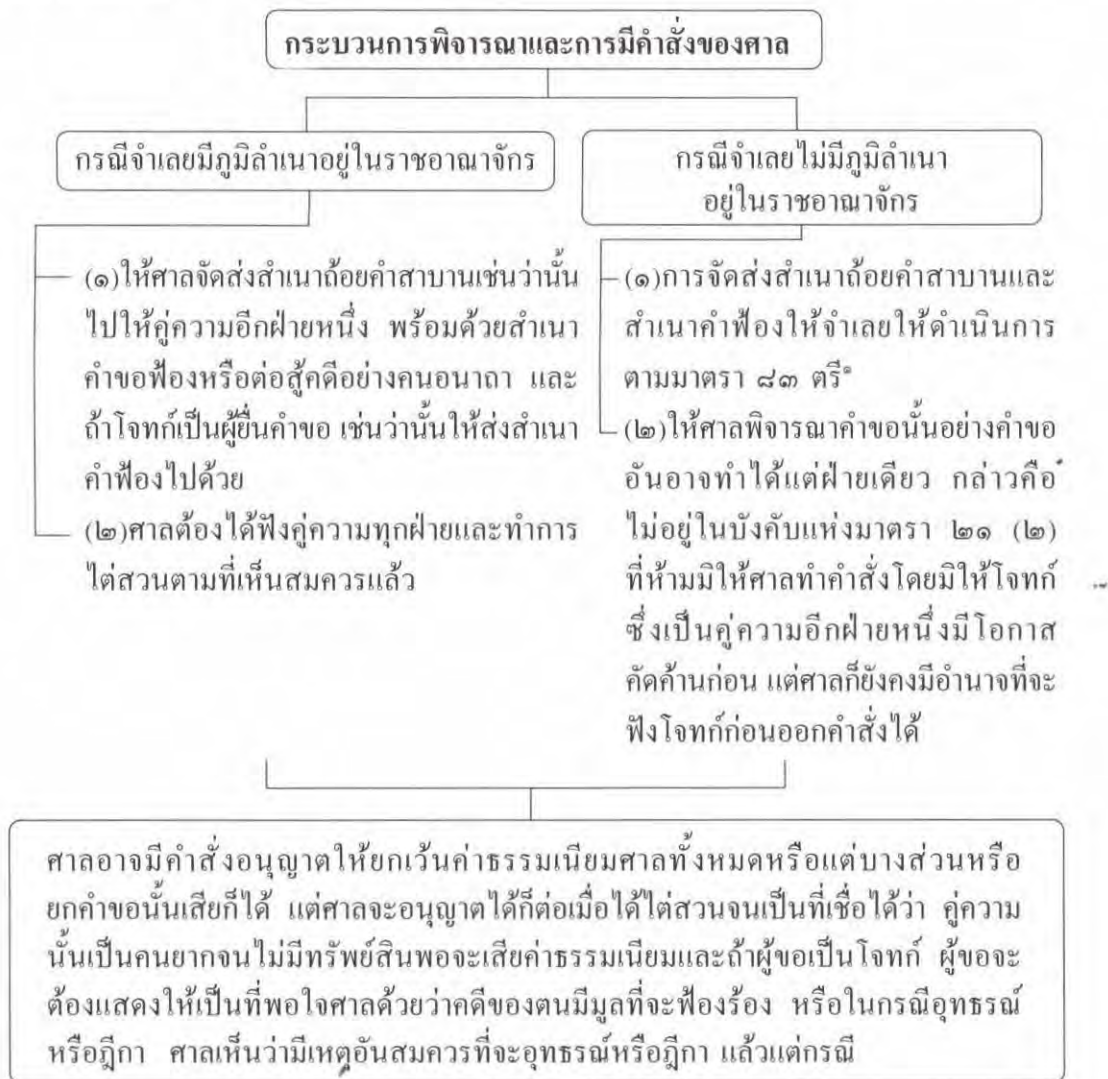 กระบวนการพิจารณาและการมีคำสั่งของศาล
กรณีจำเลยมีภูมิลำเนาอยู่ในราชอาณาจักร
(๑)ให้ศาลจัดส่งสำเนาถ้อยคำสาบานเช่นว่านั้น
ไปให้คู่ความอีกฝ่ายหนึ่ง พร้อมด้วยสำเนา
คำขอฟ้องหรือต่อสู้คดีอย่างคนอนาถา และ
ถ้าโจทก์เป็นผู้ยื่นคำขอ เช่นว่านั้นให้ส่งสำเนา
คำฟ้องไปด้วย
(๒)ศาลต้องได้ฟังคู่ความทุกฝ่ายและทำการ
ไต่สวนตามที่เห็นสมควรแล้ว
กรณีจำเลยไม่มีภูมิลำเนา
อยู่ในราชอาณาจักร
(๑)การจัดส่งสำเนาถ้อยคำสาบานและ
สำเนาคำฟ้องให้จำเลยให้ดำเนินการ
ตามมาตรา ๘๓ ตรี๑
(๒)ให้ศาลพิจารณาคำขอนั้นอย่างคำขอ
อันอาจทำได้แต่ฝ่ายเดียว กล่าวคือ
ไม่อยู่ในบังคับแห่งมาตรา ๒๑ (๒)
ที่ห้ามมิให้ศาลทำคำสั่งโดยมิให้โจทก์
ซึ่งเป็นคู่ความอีกฝ่ายหนึ่งมีโอกาส
คัดค้านก่อน แต่ศาลก็ยังคงมีอำนาจที่จะ
ฟังโจทก์ก่อนออกคำสั่งได้
ศาลอาจมีคำสั่งอนุญาตให้ยกเว้นค่าธรรมเนียมศาลทั้งหมดหรือแต่บางส่วนหรือ
ยกคำขอนั้นเสียก็ได้ แต่ศาลจะอนุญาตได้ก็ต่อเมื่อได้ไต่สวนจนเป็นที่เชื่อได้ว่า คู่ความ
นั้นเป็นคนยากจนไม่มีทรัพย์สินพอจะเสียค่าธรรมเนียมและถ้าผู้ขอเป็นโจทก์ ผู้ขอจะ
ต้องแสดงให้เป็นที่พอใจศาลด้วยว่าคดีของตนมีมูลที่จะฟ้องร้อง หรือในกรณีอุทธรณ์
หรือฎีกา ศาลเห็นว่ามีเหตุอันสมควรที่จะอุทธรณ์หรือฎีกา แล้วแต่กรณี